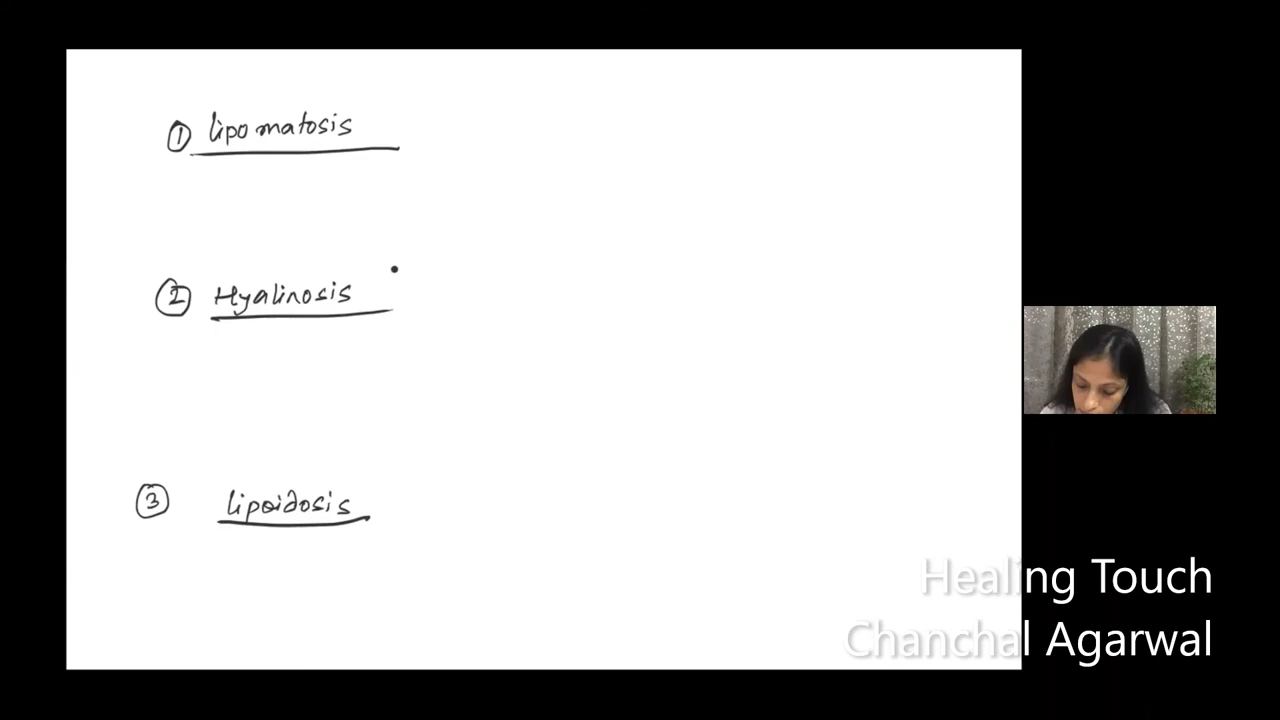 ① lipomatosis
② Hyalinosis
③ lipoidosis
Healing Touch
Chanchal Agarwal